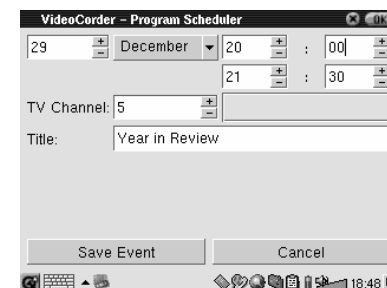 VideoCorder – Program Scheduler OK
29 December 20 : 00
21 : 30
TV Channel: 5
Title: Year in Review
Save Event Cancel
18:48